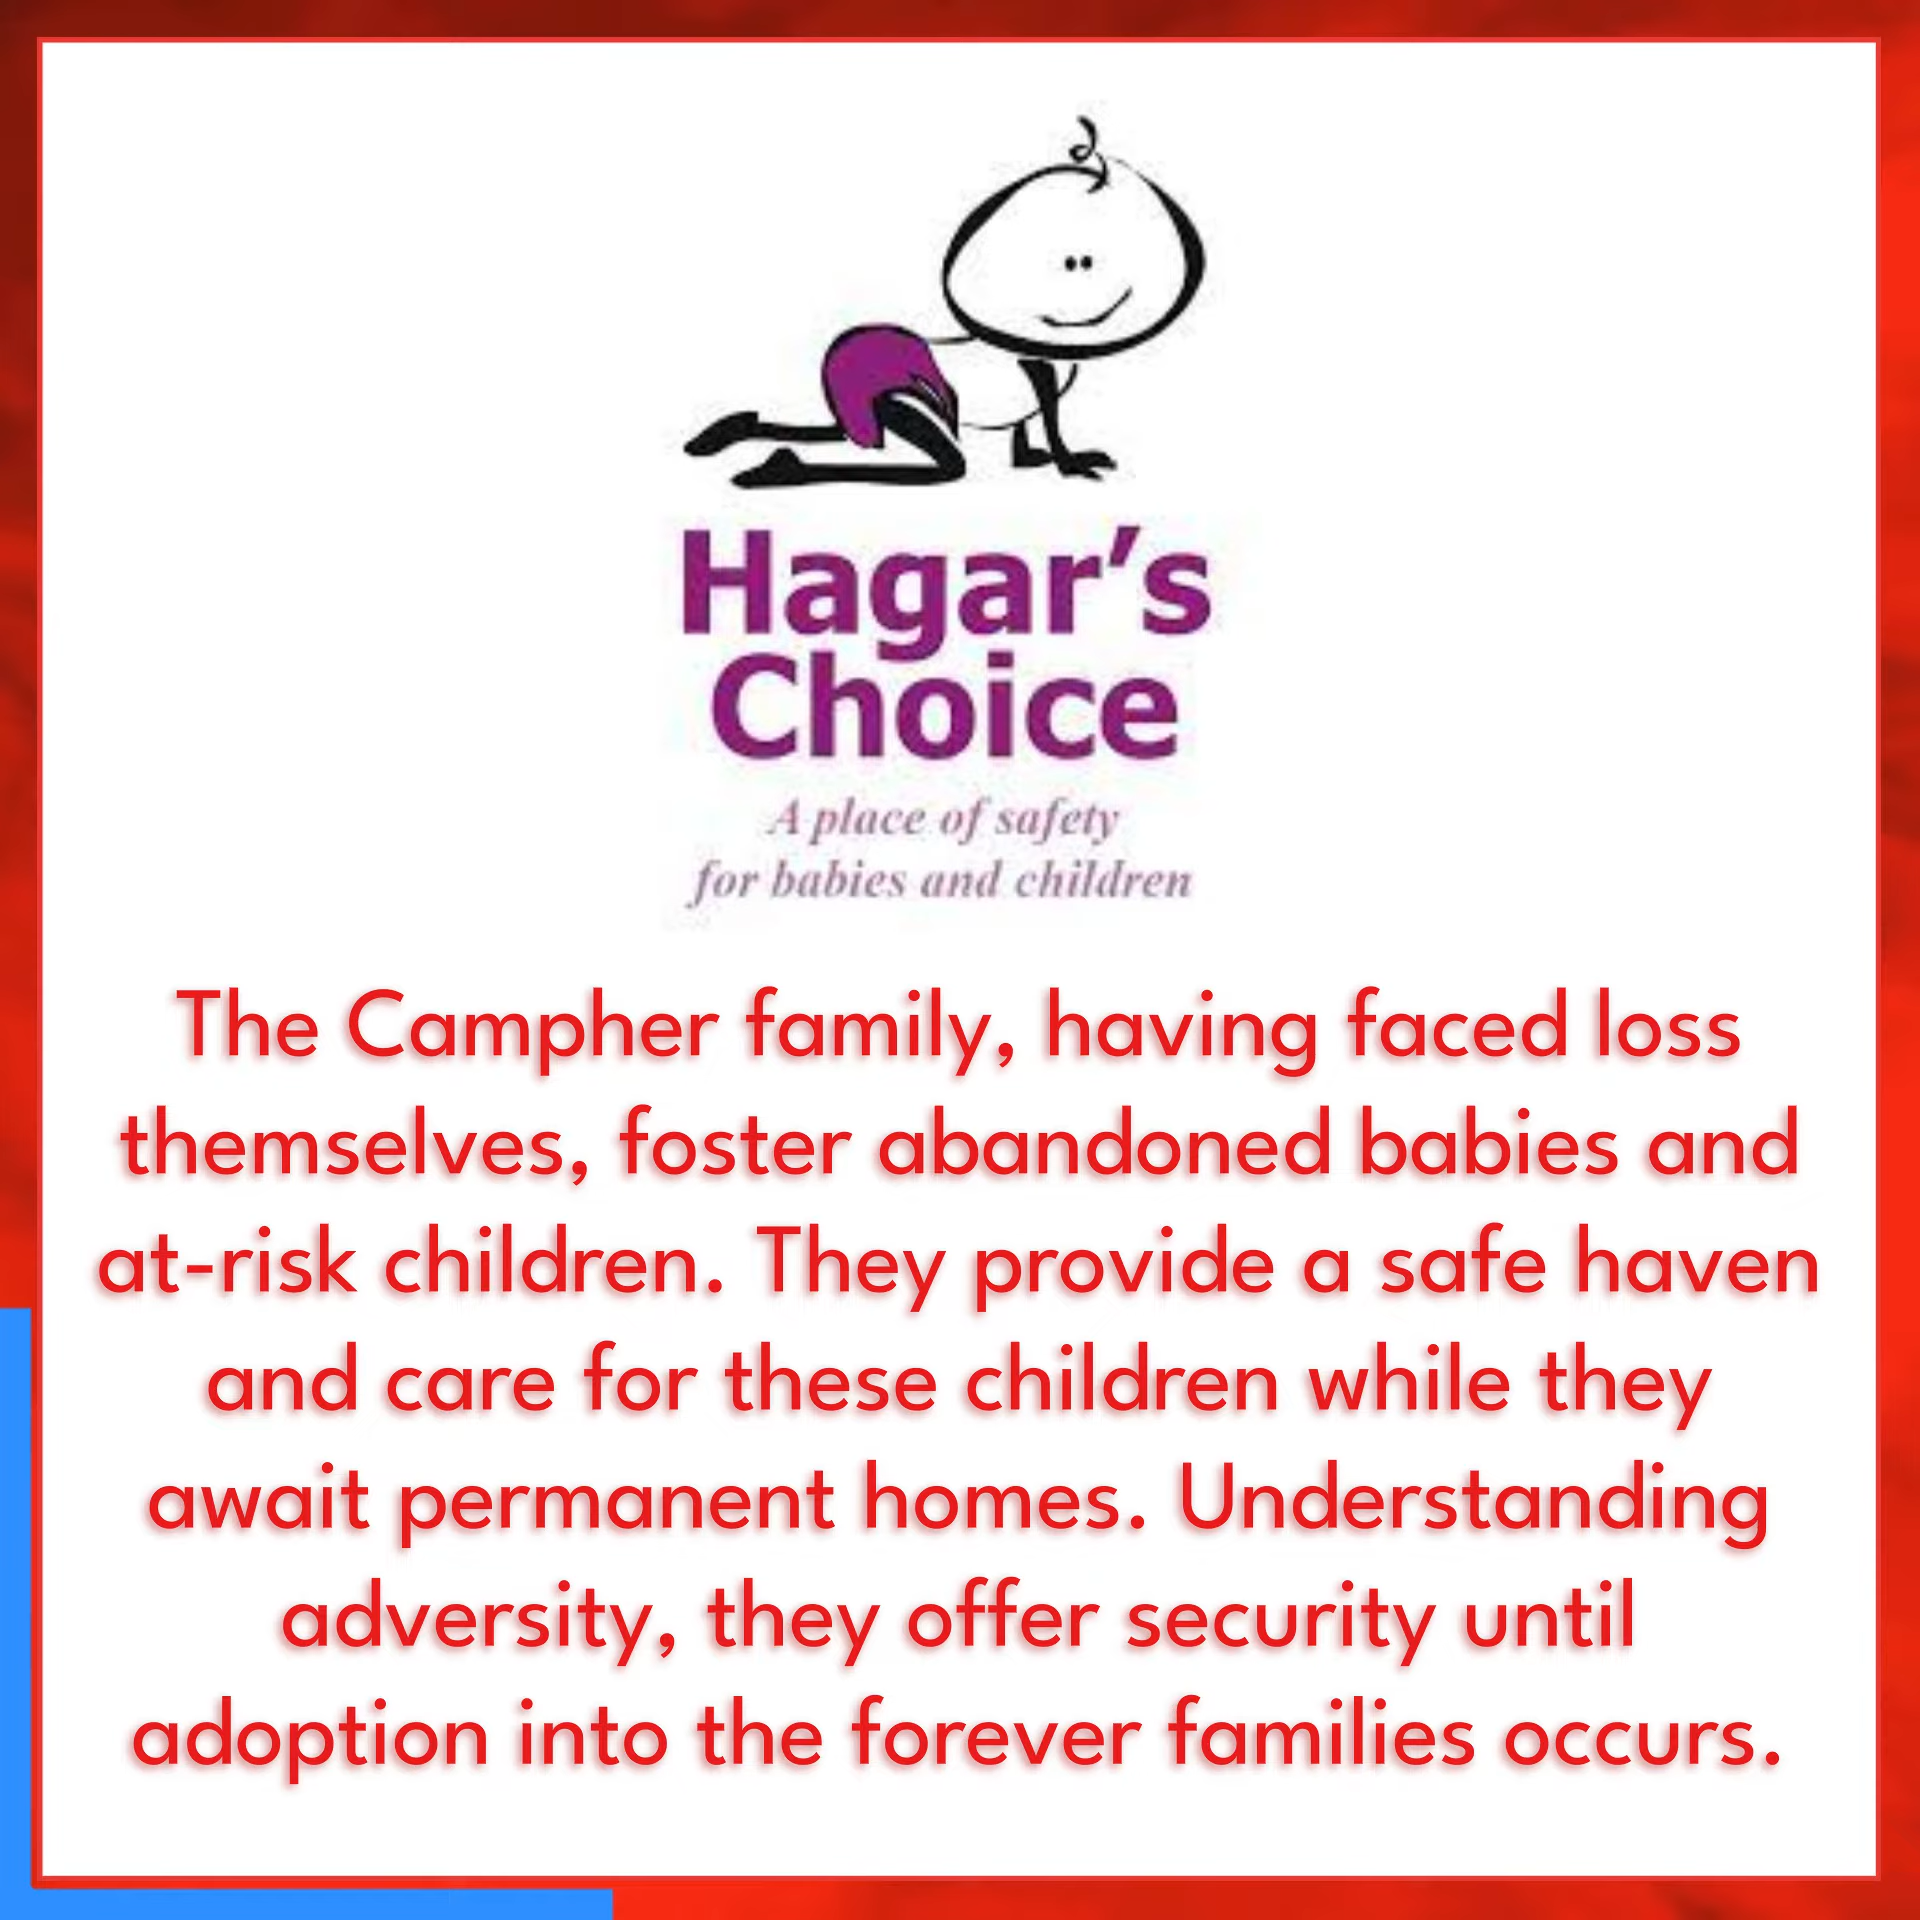 Hagar's
Choice
A place of safety
for babies and children
The Campher family, having faced loss
themselves, foster abandoned babies and
at-risk children. They provide a safe haven
and care for these children while they
await permanent homes. Understanding
adversity, they offer security until
adoption into the forever families occurs.